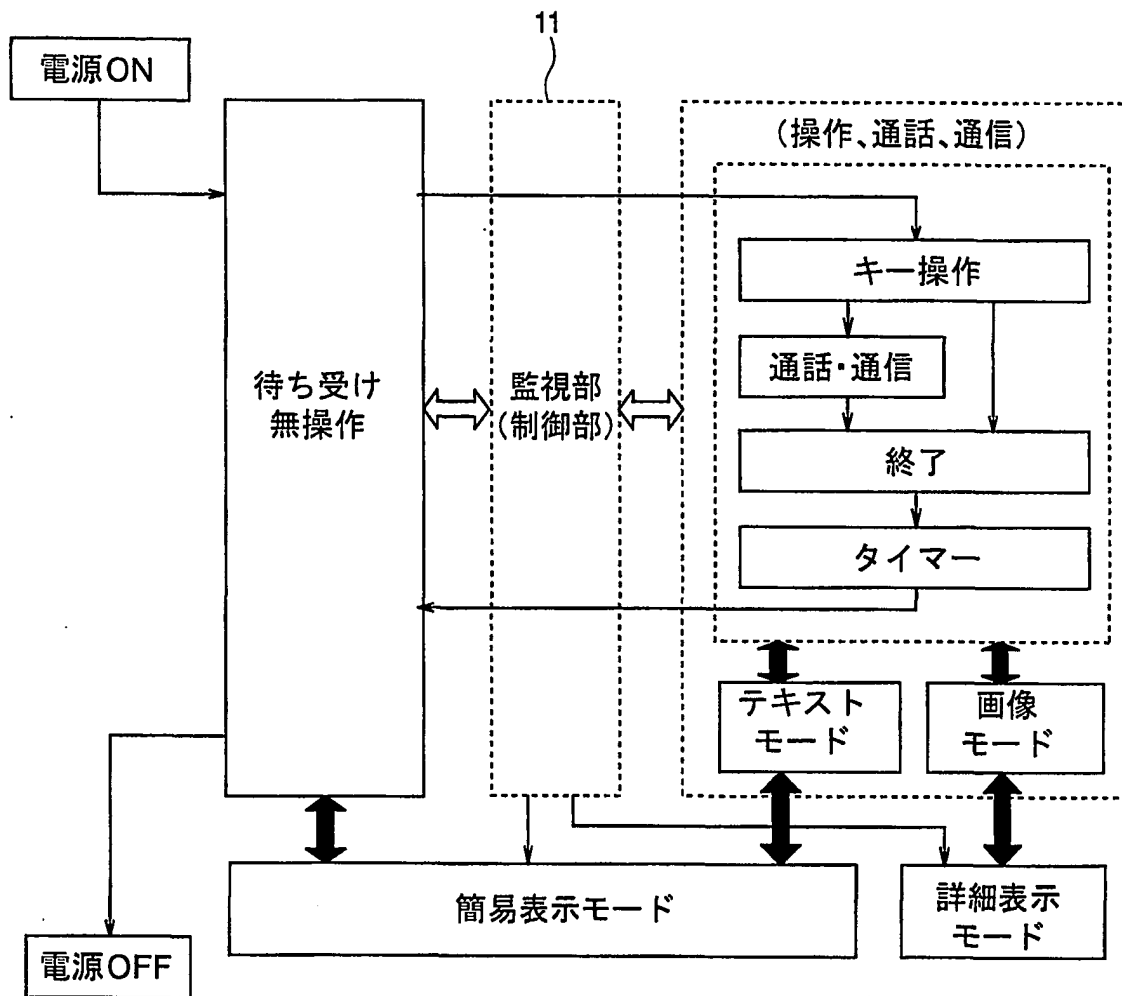 11
電源ON
(操作、通話、通信)
キー操作
通話・通信
待ち受け
無操作
監視部
(制御部)
終了
タイマー
テキスト
モード
画像
モード
簡易表示モード
詳細表示
モード
電源OFF